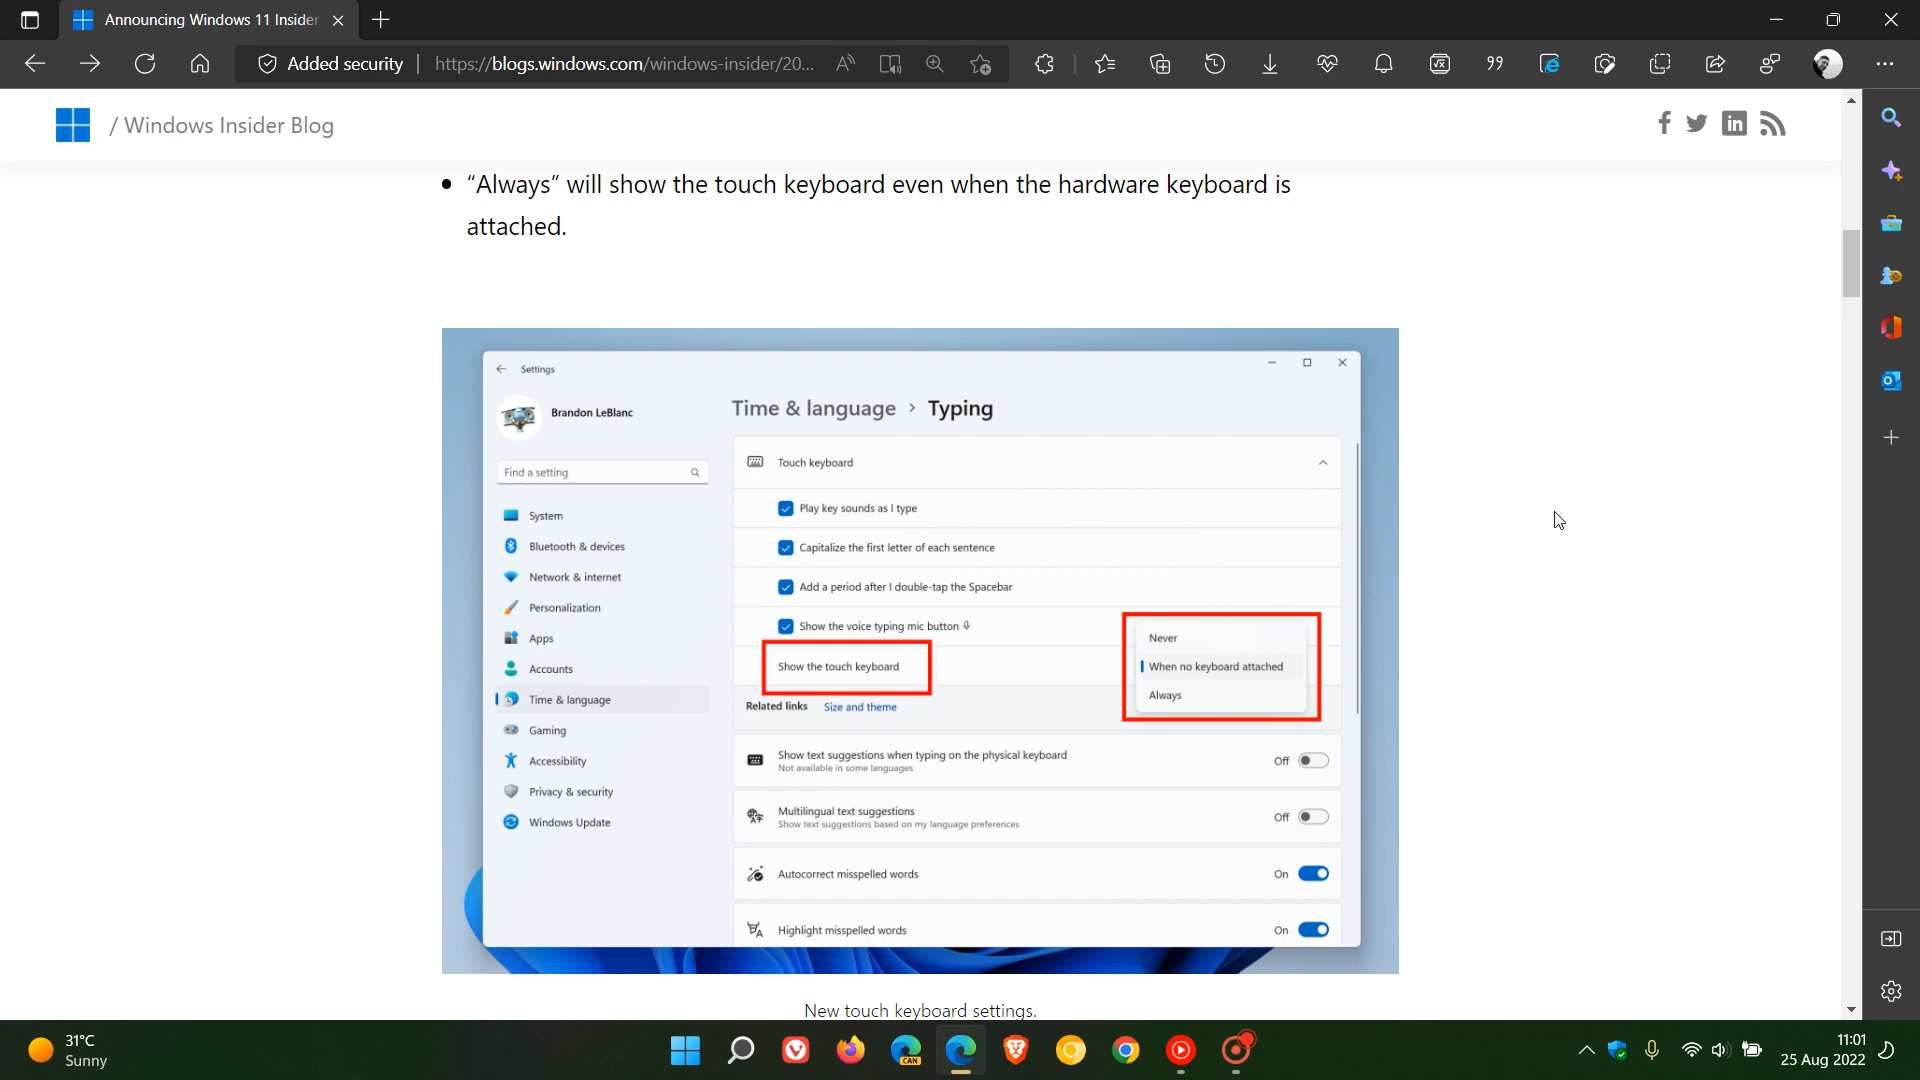 Announcing Windows 11 Insider
Added security
https://blogs.windows.com/windows-insider/20...
/ Windows Insider Blog
• “Always” will show the touch keyboard even when the hardware keyboard is
attached.
Settings
Brandon LeBlanc
Find a setting
System
Bluetooth & devices
Network & internet
Personalization
Apps
Accounts
Time & language
Gaming
Accessibility
Privacy & security
Windows Update
Time & language > Typing
Touch keyboard
Play key sounds as I type
Capitalize the first letter of each sentence
Add a period after I double-tap the Spacebar
Show the voice typing mic button
Show the touch keyboard
Never
When no keyboard attached
Always
Related links Size and theme
Show text suggestions when typing on the physical keyboard
Not available in some languages
Off
Multilingual text suggestions
Show text suggestions based on my language preferences
Off
Autocorrect misspelled words
On
Highlight misspelled words
On
New touch keyboard settings.
31°C
Sunny
CAN
11:01
25 Aug 2022